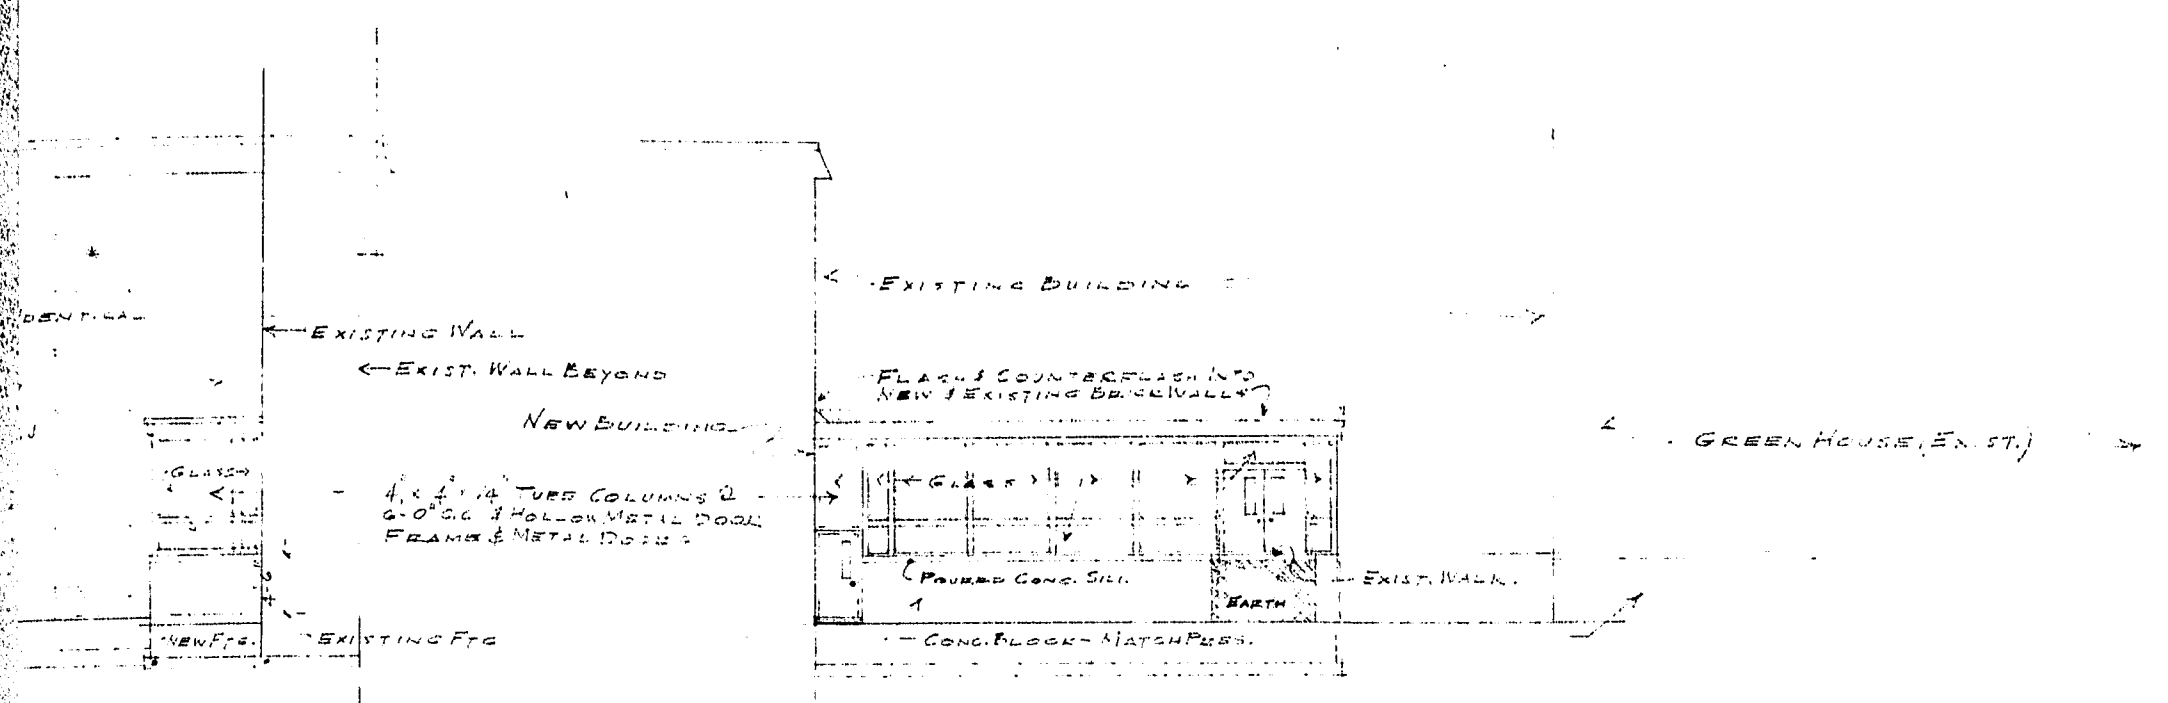 EXISTING BUILDING
EXISTING WALL
EXIST. WALL BEYOND
FLASH & COUNTERFLASH INTO
NEW & EXISTING BRICK WALLS
NEW BUILDING
GREEN HOUSE (EXIST.)
GLASS
GLASS
4" x 4" x 1/4" TUBE COLUMNS @
6-0" O.C. & HOLLOW METAL DOOR
FRAME & METAL DOORS
POURED CONC. SILL
EXIST. WALK.
EARTH
NEW FTG.
EXISTING FTG
CONC. BLOCK - MATCH PRES.